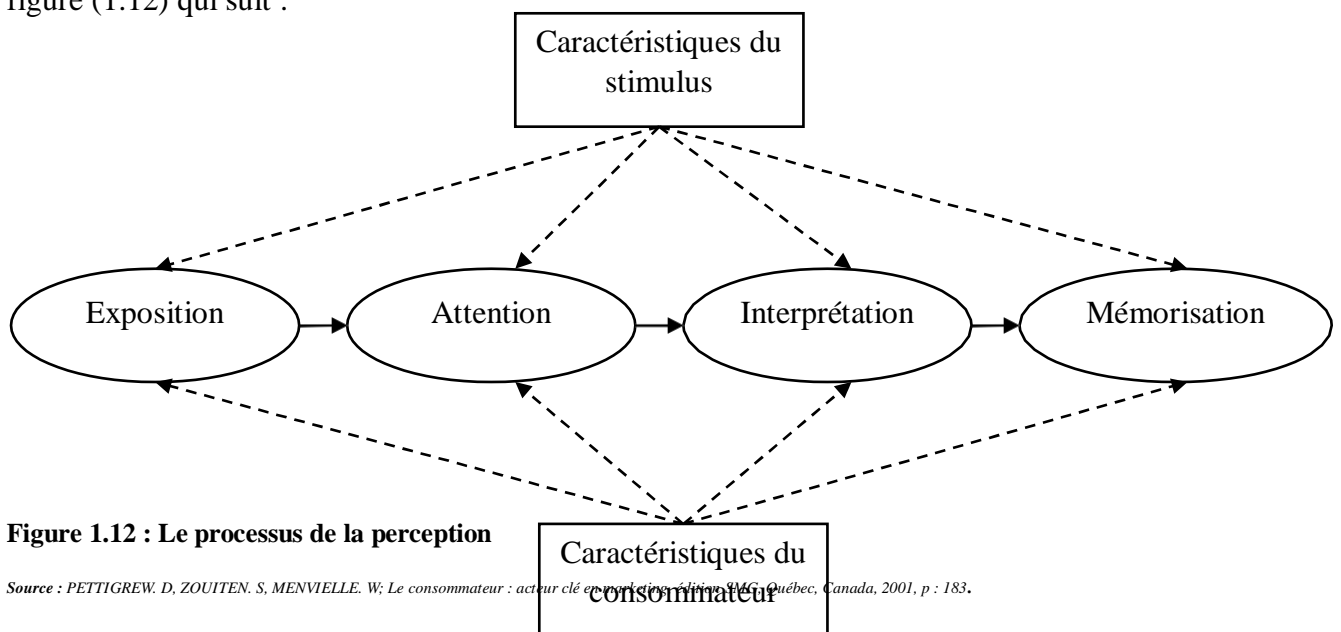 figure (1.12) qui suit :
Caractéristiques du
stimulus
Exposition
Attention
Interprétation
Mémorisation
Figure 1.12 : Le processus de la perception
Caractéristiques du
consommateur
Source : PETTIGREW. D, ZOUITEN. S, MENVIELLE. W; Le consommateur : acteur clé en marketing, édition SMG, Québec, Canada, 2001, p : 183.